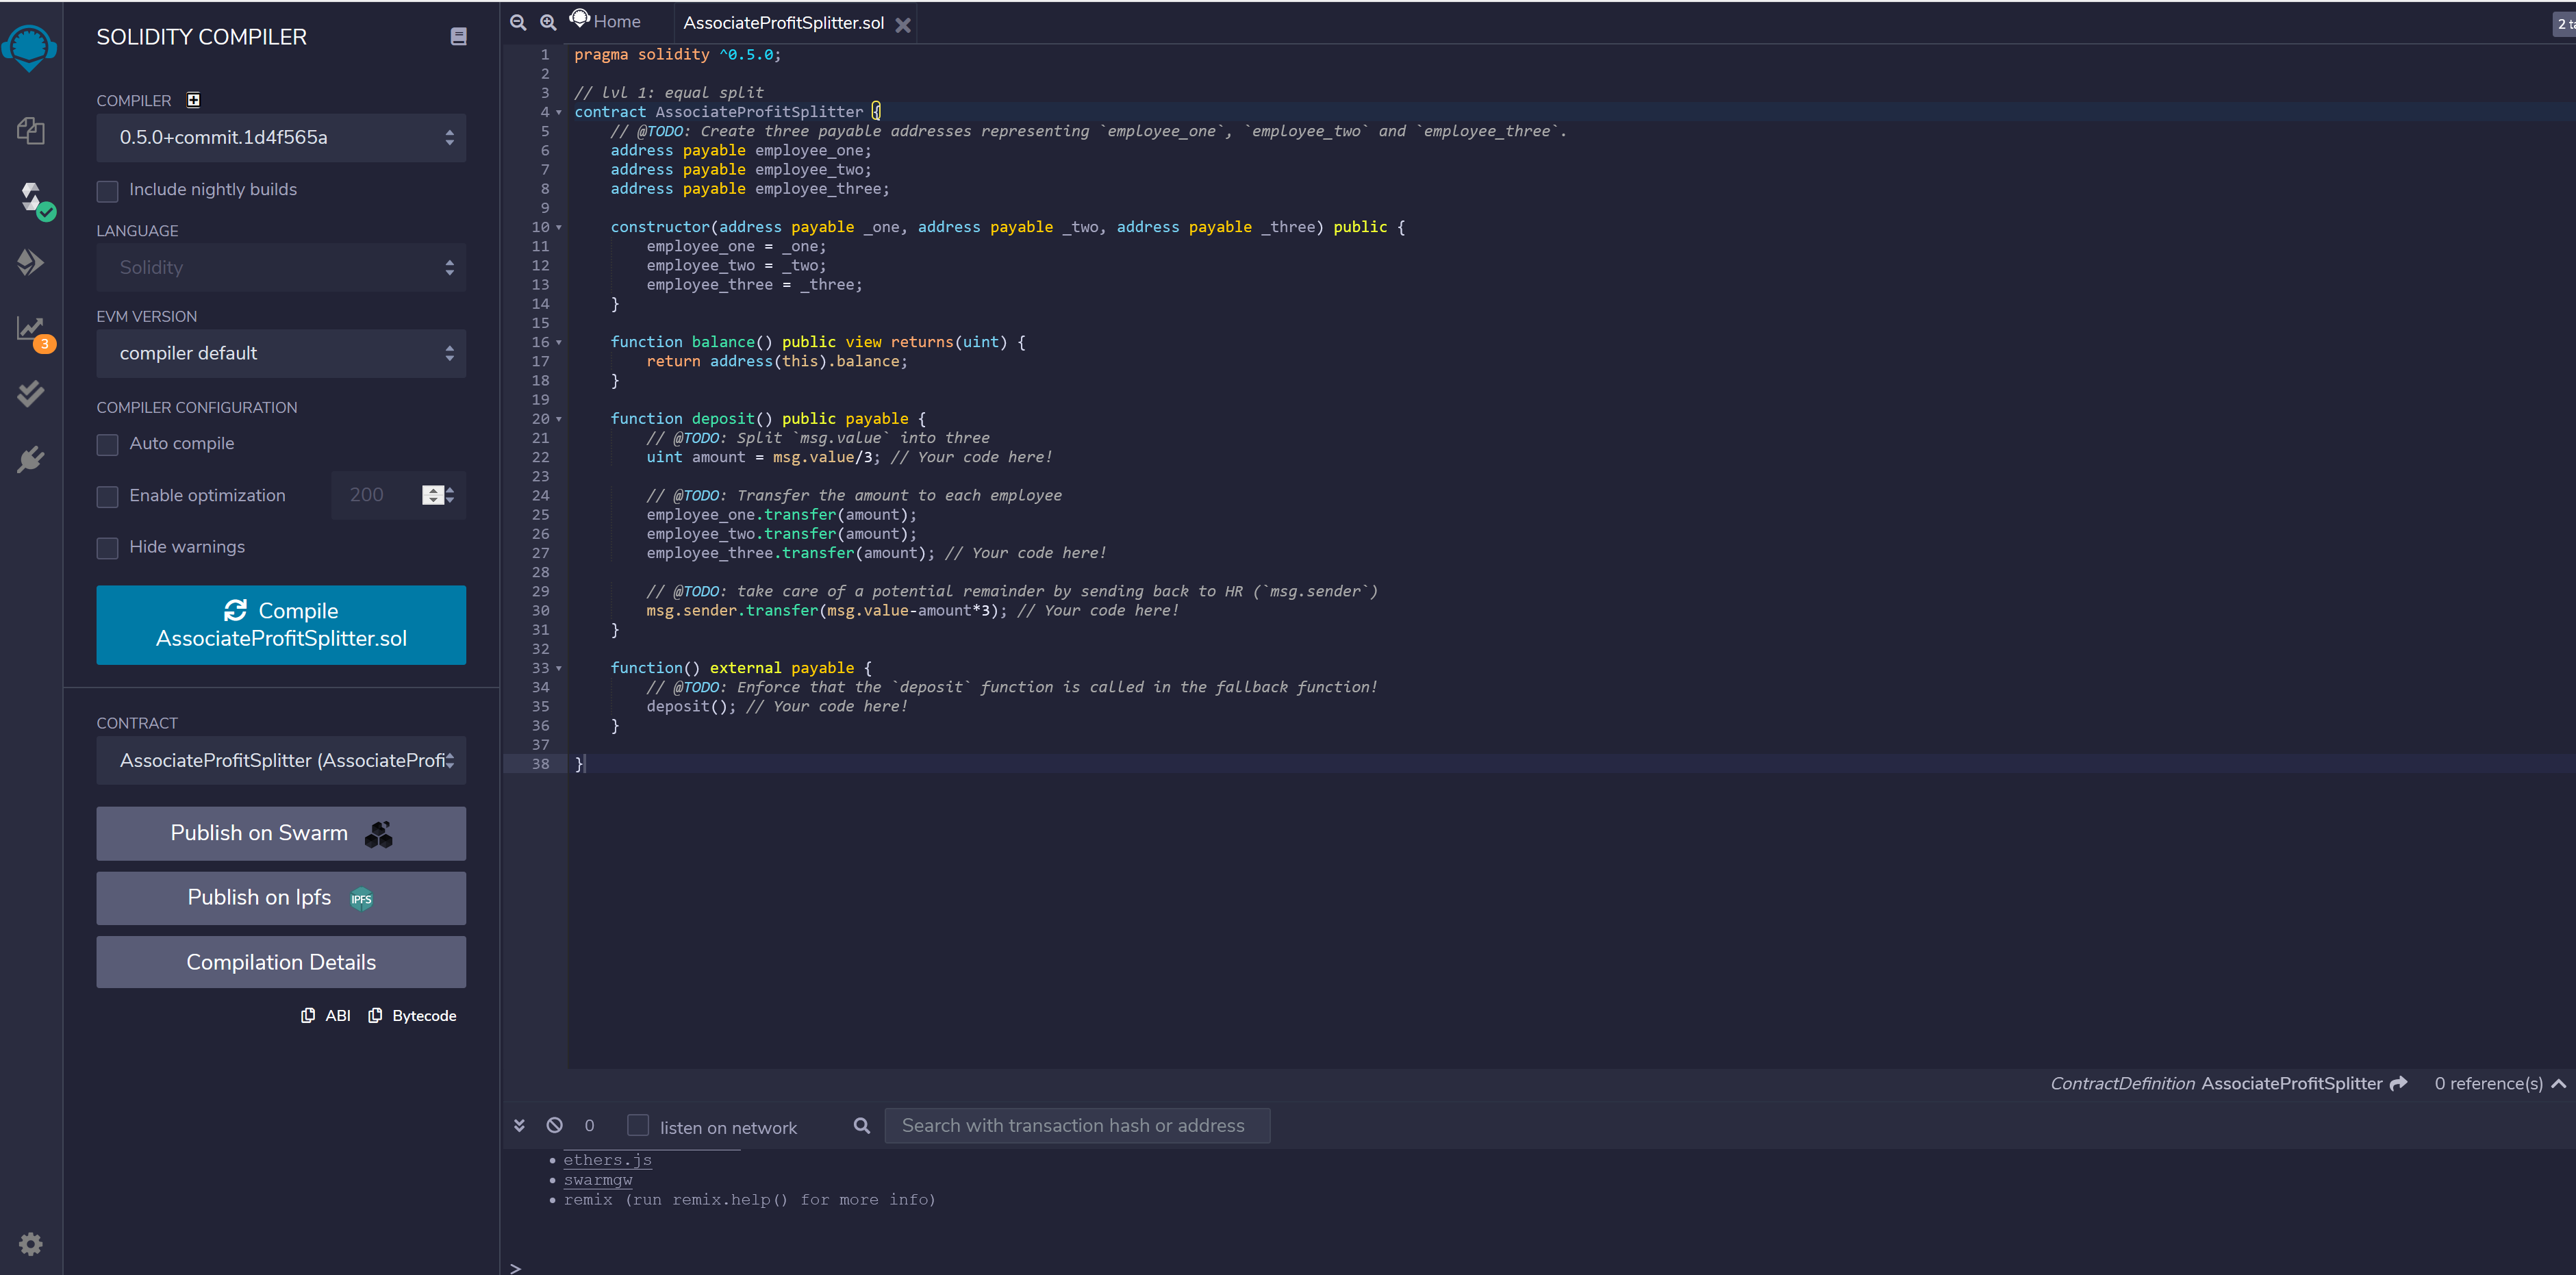 SOLIDITY COMPILER
COMPILER
0.5.0+commit.1d4f565a
Include nightly builds
LANGUAGE
Solidity
EVM VERSION
3
compiler default
COMPILER CONFIGURATION
Auto compile
Enable optimization 200
Hide warnings
Compile
AssociateProfitSplitter.sol
CONTRACT
AssociateProfitSplitter (AssociateProfi
Publish on Swarm
Publish on Ipfs IPFS
Compilation Details
ABI Bytecode
Home AssociateProfitSplitter.sol 2
1 pragma solidity ^0.5.0;
2
3 // lvl 1: equal split
4 contract AssociateProfitSplitter {
5 // @TODO: Create three payable addresses representing `employee_one`, `employee_two` and `employee_three`.
6 address payable employee_one;
7 address payable employee_two;
8 address payable employee_three;
9
10 constructor(address payable _one, address payable _two, address payable _three) public {
11 employee_one = _one;
12 employee_two = _two;
13 employee_three = _three;
14 }
15
16 function balance() public view returns(uint) {
17 return address(this).balance;
18 }
19
20 function deposit() public payable {
21 // @TODO: Split `msg.value` into three
22 uint amount = msg.value/3; // Your code here!
23
24 // @TODO: Transfer the amount to each employee
25 employee_one.transfer(amount);
26 employee_two.transfer(amount);
27 employee_three.transfer(amount); // Your code here!
28
29 // @TODO: take care of a potential remainder by sending back to HR (`msg.sender`)
30 msg.sender.transfer(msg.value-amount*3); // Your code here!
31 }
32
33 function() external payable {
34 // @TODO: Enforce that the `deposit` function is called in the fallback function!
35 deposit(); // Your code here!
36 }
37
38 }
ContractDefinition AssociateProfitSplitter 0 reference(s)
0 listen on network Search with transaction hash or address
• ethers.js
• swarmgw
• remix (run remix.help() for more info)
>